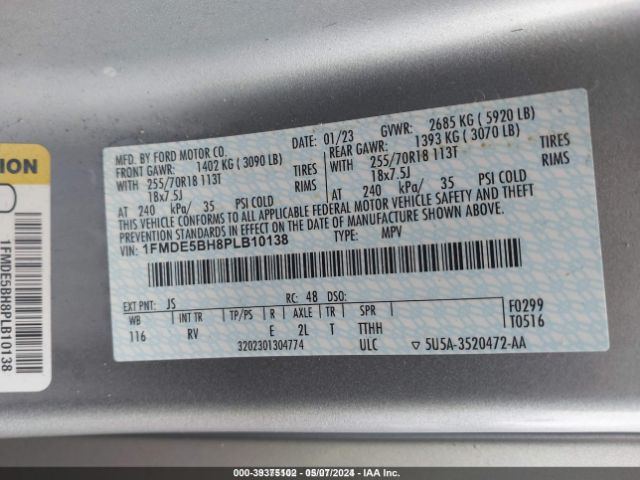 MFD. BY FORD MOTOR CO.
DATE: 01/23
GVWR: 2685 KG ( 5920 LB)
FRONT GAWR: 1402 KG ( 3090 LB)
REAR GAWR: 1393 KG ( 3070 LB)
WITH 255/70R18 113T TIRES
WITH 255/70R18 113T TIRES
18x7.5J RIMS
18x7.5J RIMS
AT 240 kPa/ 35 PSI COLD
AT 240 kPa/ 35 PSI COLD
THIS VEHICLE CONFORMS TO ALL APPLICABLE FEDERAL MOTOR VEHICLE SAFETY AND THEFT
PREVENTION STANDARDS IN EFFECT ON THE DATE OF MANUFACTURE SHOWN ABOVE.
VIN: 1FMDE5BH8PLB10138
TYPE: MPV
EXT PNT: JS RC: 48 DSO:
WB INT TR TP/PS R AXLE TR SPR
116 RV E 2L T TTHH
F0299
T0516
3202301304774 ULC
5U5A-3520472-AA
ION
1FMDE5BH8PLB10138
000-39375102 - 05/07/2024 - IAA Inc.